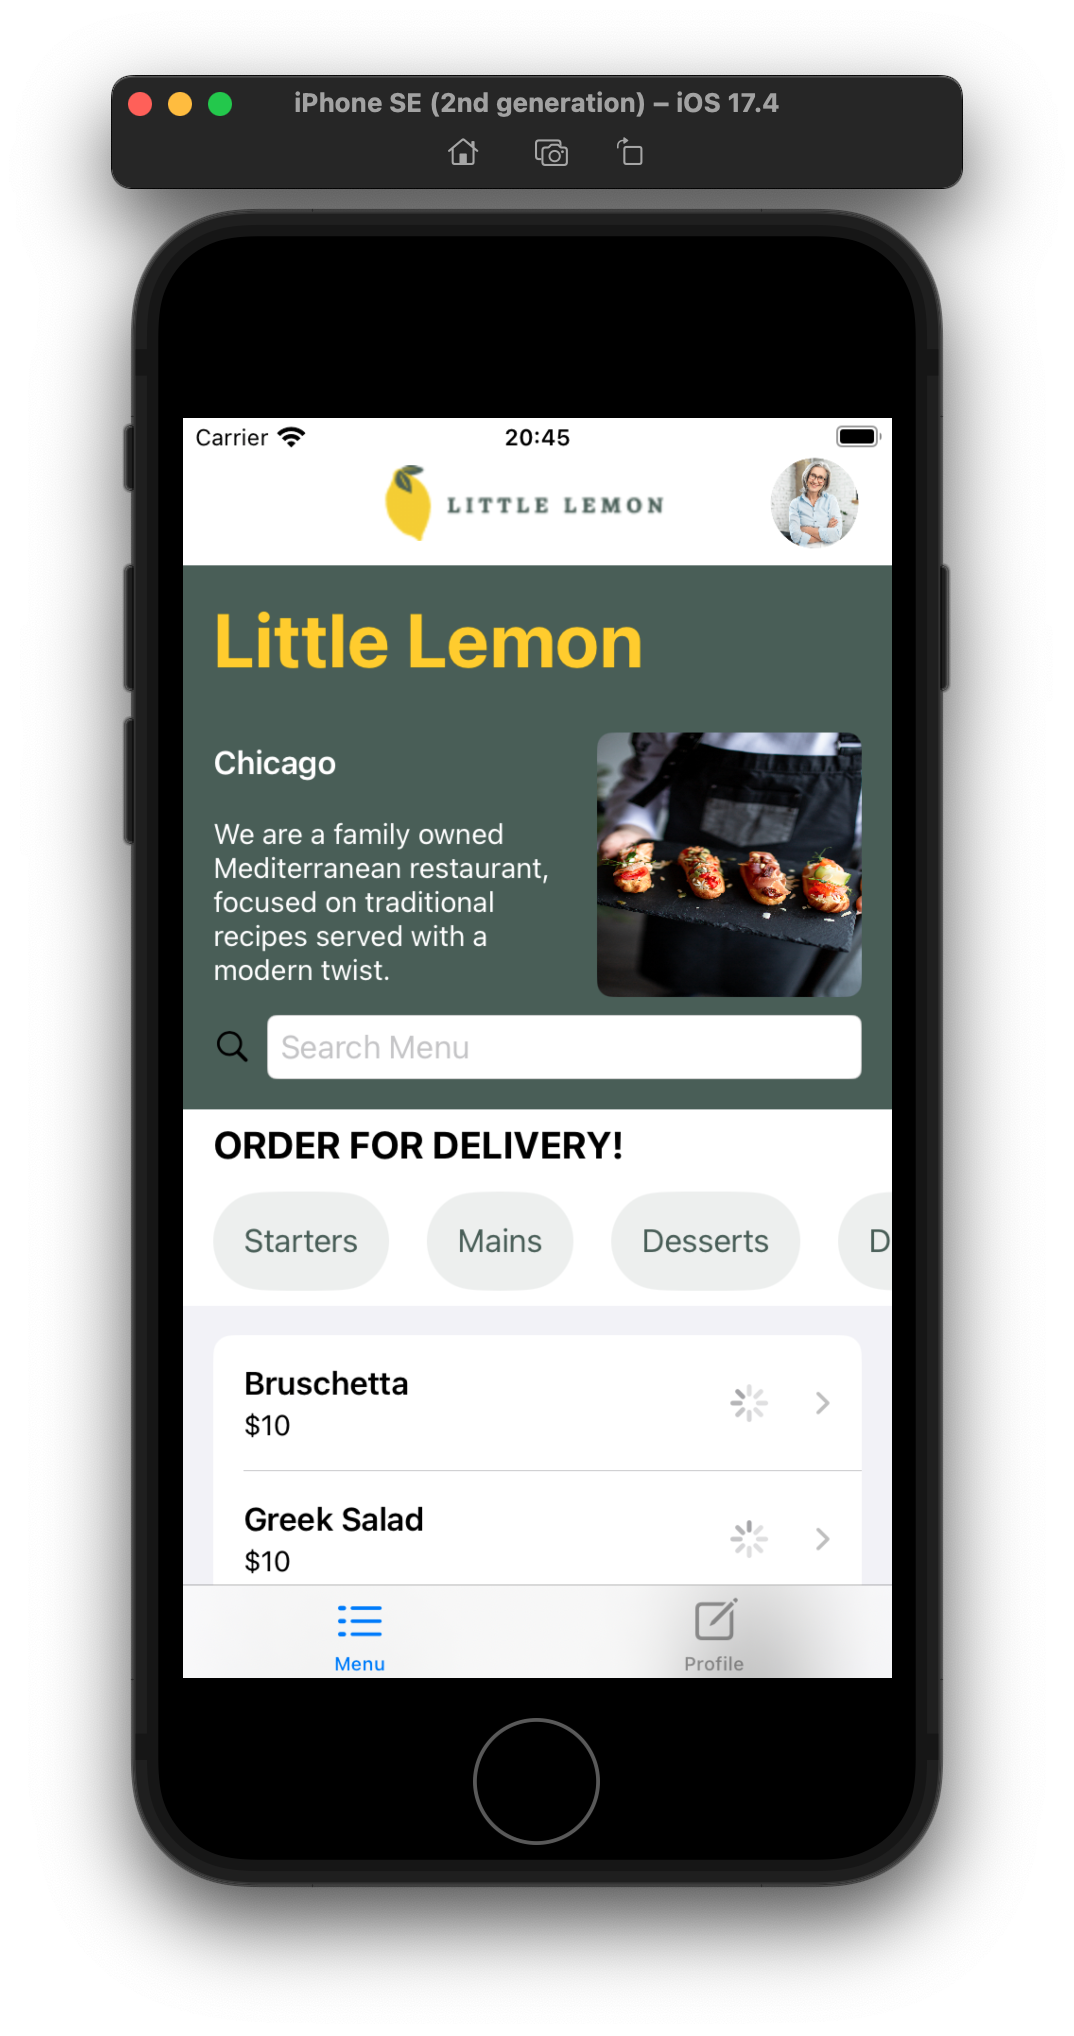 iPhone SE (2nd generation) – iOS 17.4
Carrier 20:45
LITTLE LEMON
Little Lemon
Chicago
We are a family owned
Mediterranean restaurant,
focused on traditional
recipes served with a
modern twist.
Search Menu
ORDER FOR DELIVERY!
Starters Mains Desserts D
Bruschetta
$10
Greek Salad
$10
Menu Profile